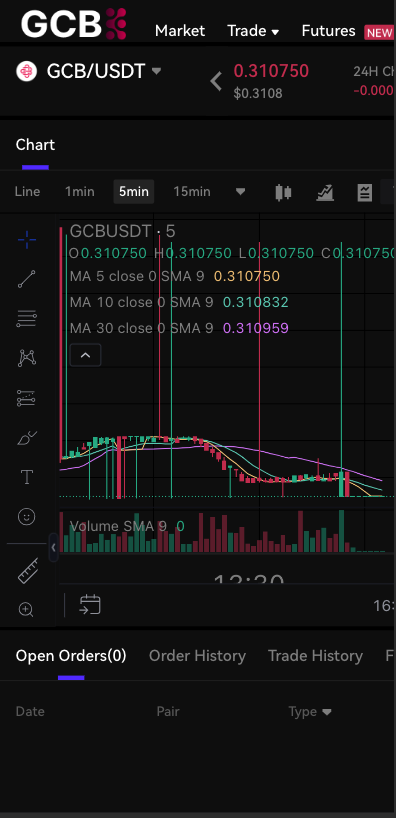 GCB
Market Trade Futures NEW
GCB/USDT 0.310750 24H Ch
$0.3108 -0.000
Chart
Line 1min 5min 15min
GCBUSDT · 5
O0.310750 H0.310750 L0.310750 C0.310750
MA 5 close 0 SMA 9 0.310750
MA 10 close 0 SMA 9 0.310832
MA 30 close 0 SMA 9 0.310959
Volume SMA 9 0
13:30
16:
Open Orders(0) Order History Trade History F
Date Pair Type